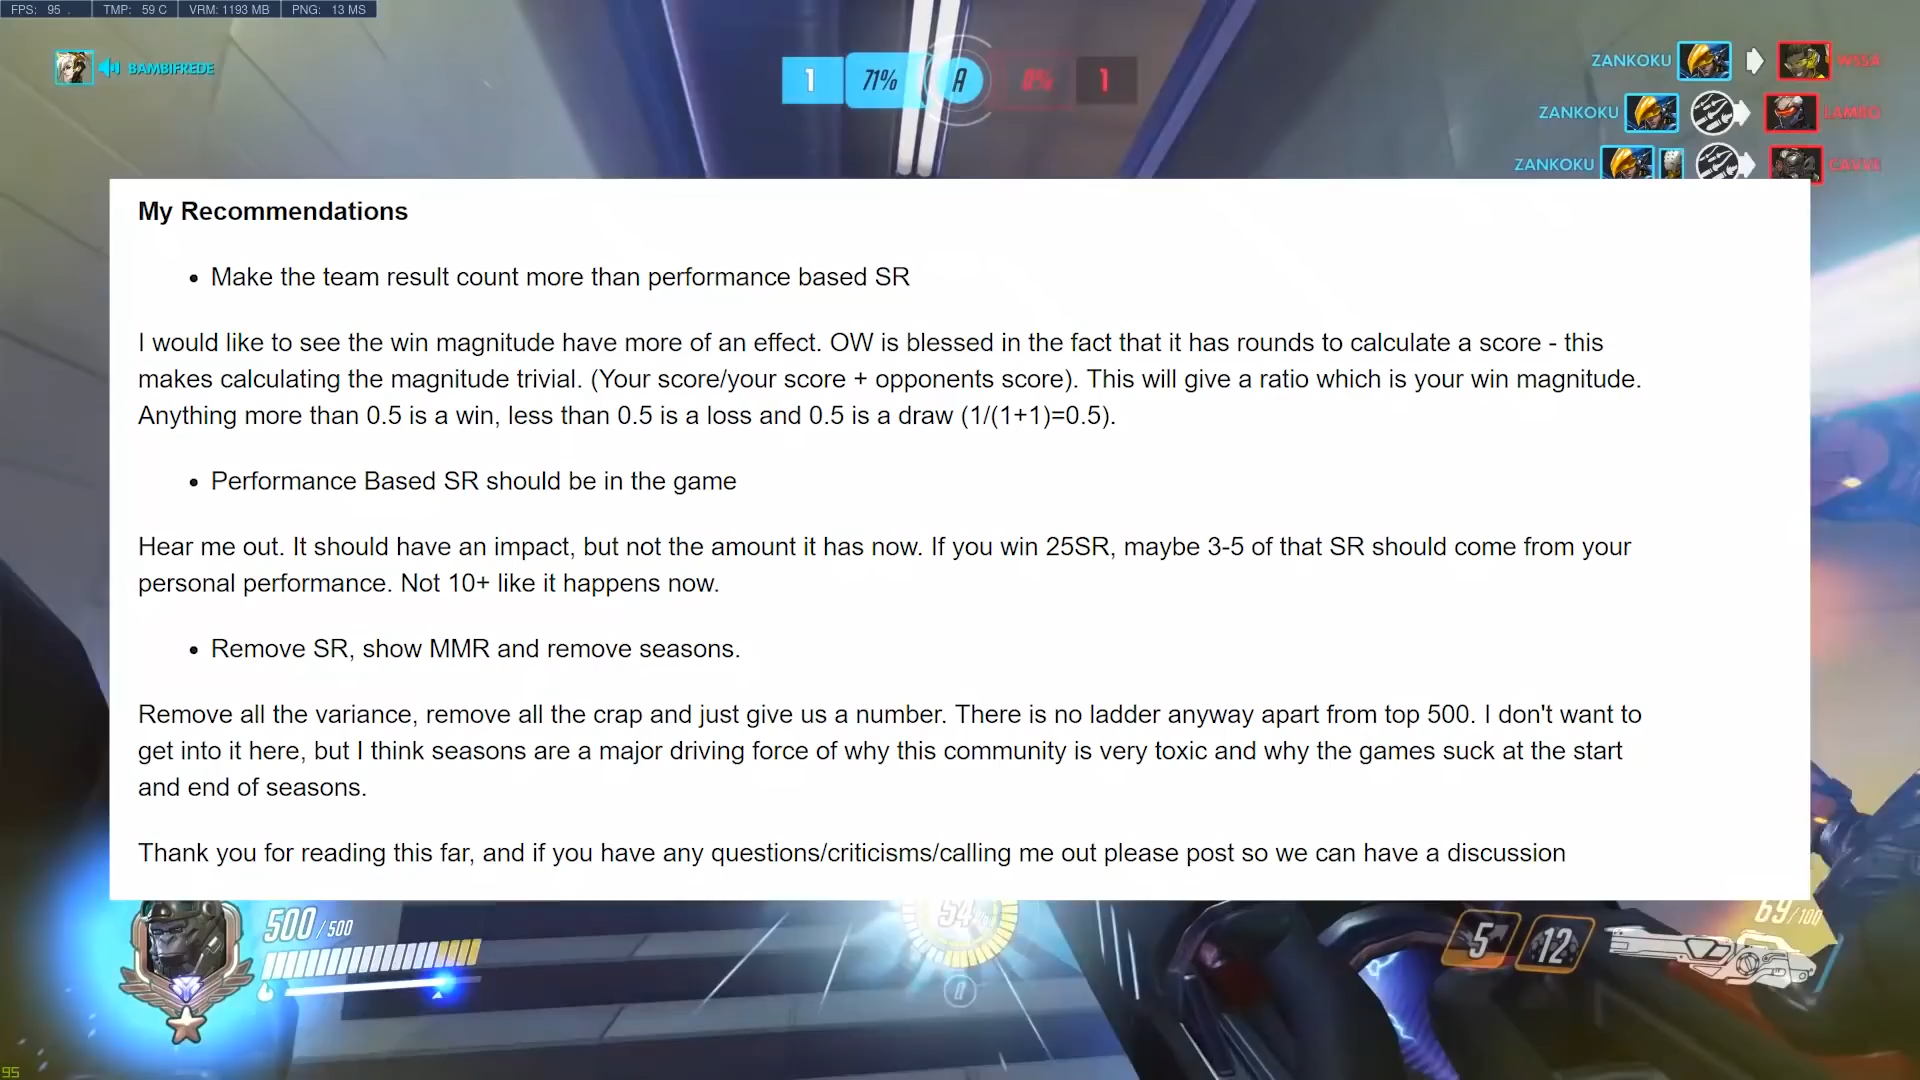 FPS: 95 . TMP: 59 C VRM: 1193 MB PNG: 13 MS
BAMBIFREDE
1 71% A 0% 1
ZANKOKU WSSA
ZANKOKU LAMBO
ZANKOKU CAVVE
My Recommendations
• Make the team result count more than performance based SR
I would like to see the win magnitude have more of an effect. OW is blessed in the fact that it has rounds to calculate a score - this
makes calculating the magnitude trivial. (Your score/your score + opponents score). This will give a ratio which is your win magnitude.
Anything more than 0.5 is a win, less than 0.5 is a loss and 0.5 is a draw (1/(1+1)=0.5).
• Performance Based SR should be in the game
Hear me out. It should have an impact, but not the amount it has now. If you win 25SR, maybe 3-5 of that SR should come from your
personal performance. Not 10+ like it happens now.
• Remove SR, show MMR and remove seasons.
Remove all the variance, remove all the crap and just give us a number. There is no ladder anyway apart from top 500. I don't want to
get into it here, but I think seasons are a major driving force of why this community is very toxic and why the games suck at the start
and end of seasons.
Thank you for reading this far, and if you have any questions/criticisms/calling me out please post so we can have a discussion
500/500
54%
5 12
69/100
95